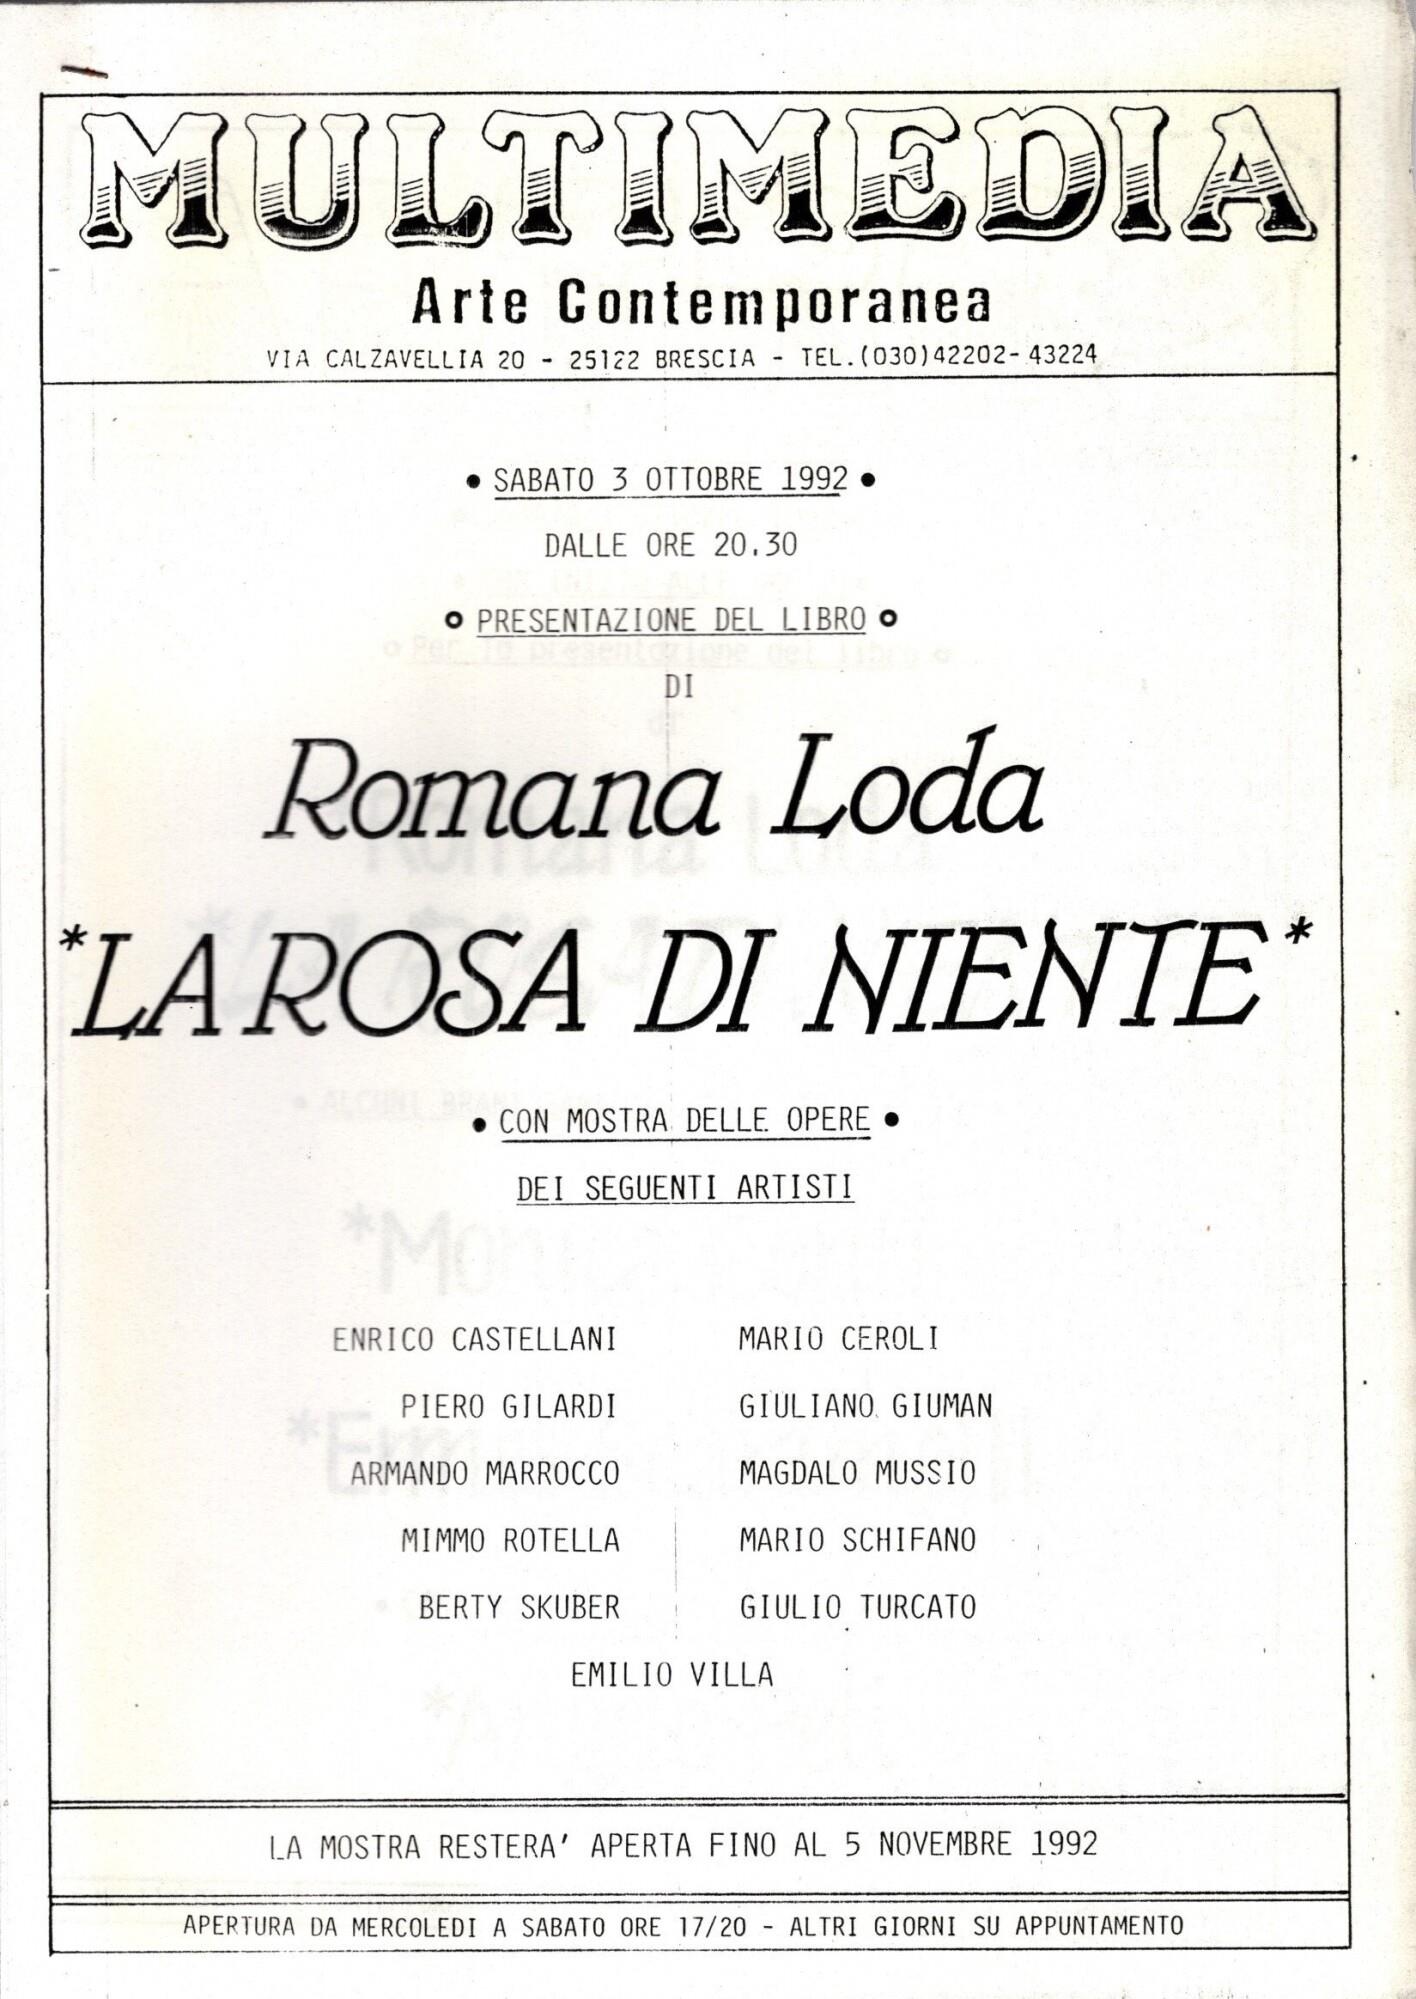 MULTIMEDIA
Arte Contemporanea
VIA CALZAVELLIA 20 - 25122 BRESCIA - TEL.(030)42202-43224
• SABATO 3 OTTOBRE 1992 •
DALLE ORE 20.30
° PRESENTAZIONE DEL LIBRO °
DI
Romana Loda
*LA ROSA DI NIENTE*
• CON MOSTRA DELLE OPERE •
DEI SEGUENTI ARTISTI
ENRICO CASTELLANI MARIO CEROLI
PIERO GILARDI GIULIANO GIUMAN
ARMANDO MARROCCO MAGDALO MUSSIO
MIMMO ROTELLA MARIO SCHIFANO
BERTY SKUBER GIULIO TURCATO
EMILIO VILLA
LA MOSTRA RESTERA' APERTA FINO AL 5 NOVEMBRE 1992
APERTURA DA MERCOLEDI A SABATO ORE 17/20 - ALTRI GIORNI SU APPUNTAMENTO